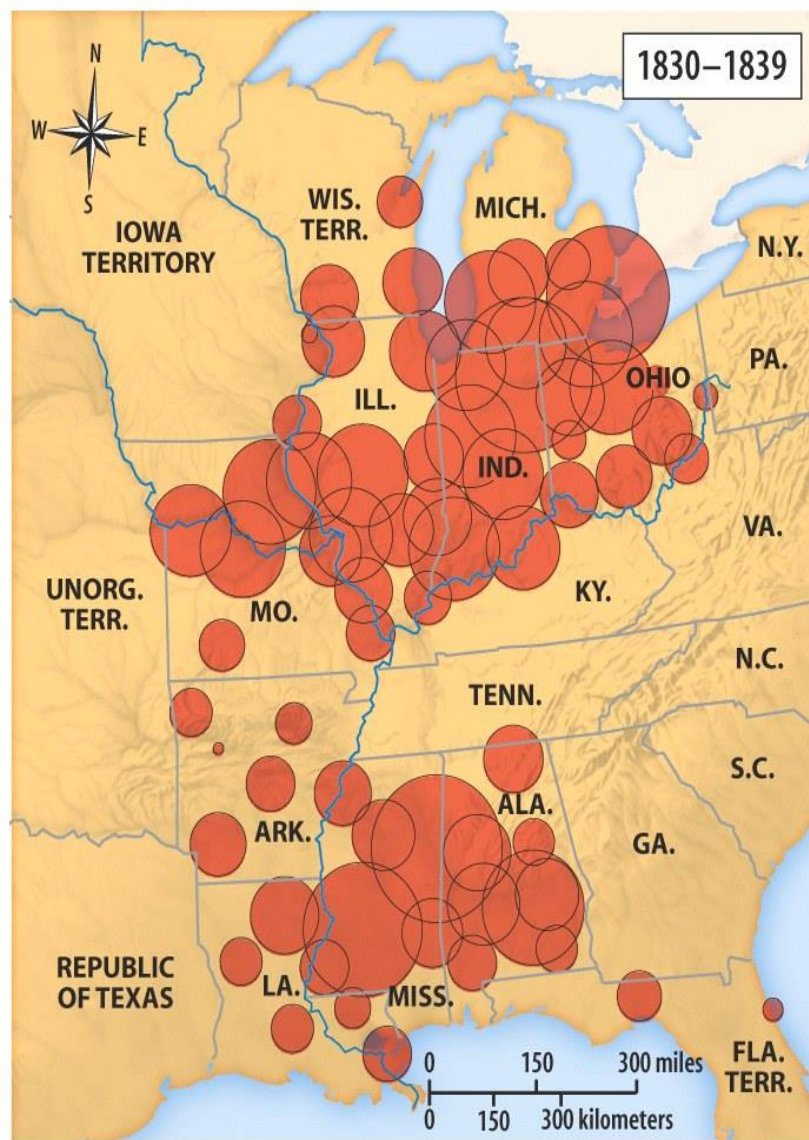 1830–1839
N
W
E
S
WIS.
TERR.
MICH.
IOWA
TERRITORY
N.Y.
PA.
OHIO
ILL.
IND.
VA.
UNORG.
TERR.
MO.
KY.
N.C.
TENN.
S.C.
ALA.
ARK.
GA.
REPUBLIC
OF TEXAS
LA.
MISS.
FLA.
TERR.
0 150 300 miles
0 150 300 kilometers